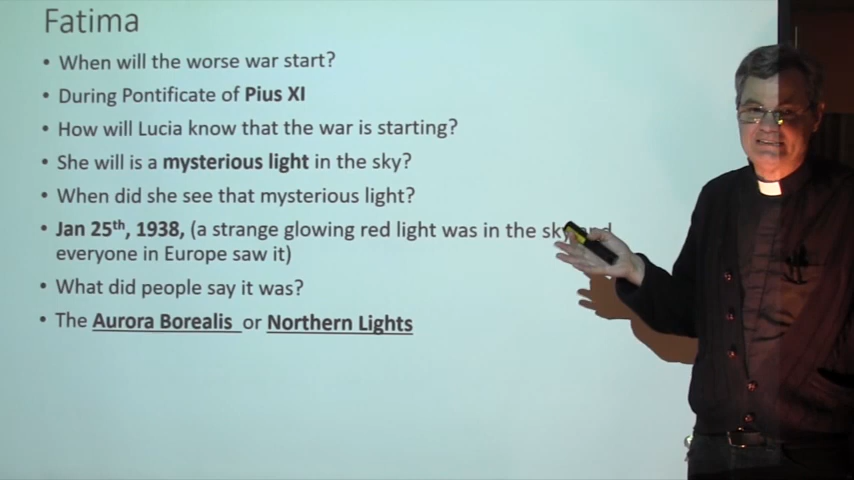 Fatima
• When will the worse war start?
• During Pontificate of Pius XI
• How will Lucia know that the war is starting?
• She will is a mysterious light in the sky?
• When did she see that mysterious light?
• Jan 25th, 1938, (a strange glowing red light was in the sky and
everyone in Europe saw it)
• What did people say it was?
• The Aurora Borealis or Northern Lights